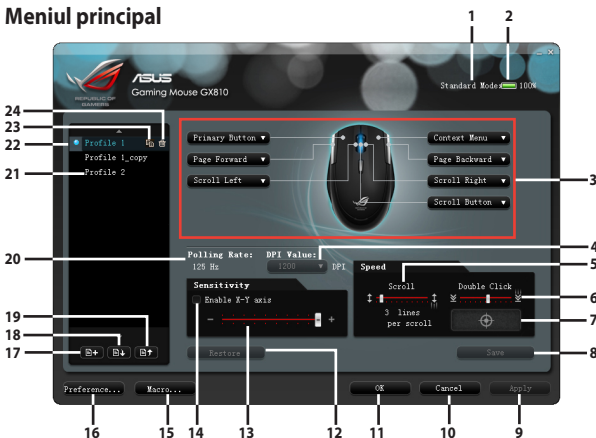 Meniul principal
1 2
ASUS
Gaming Mouse GX810
REPUBLIC OF
GAMERS
Standard Mode: 100%
24
23
22
21
Profile 1
Profile 1_copy
Profile 2
Primary Button
Context Menu
Page Forward
Page Backward
Scroll Left
Scroll Right
Scroll Button
3
4
5
6
7
8
20
Polling Rate:
125 Hz
DPI Value:
1200 DPI
Sensitivity
Enable X-Y axis
- +
Speed
Scroll
3 lines
per scroll
Double Click
19
18
17
Restore
Save
Preference...
Macro...
OK
Cancel
Apply
16 15 14 13 12 11 10 9